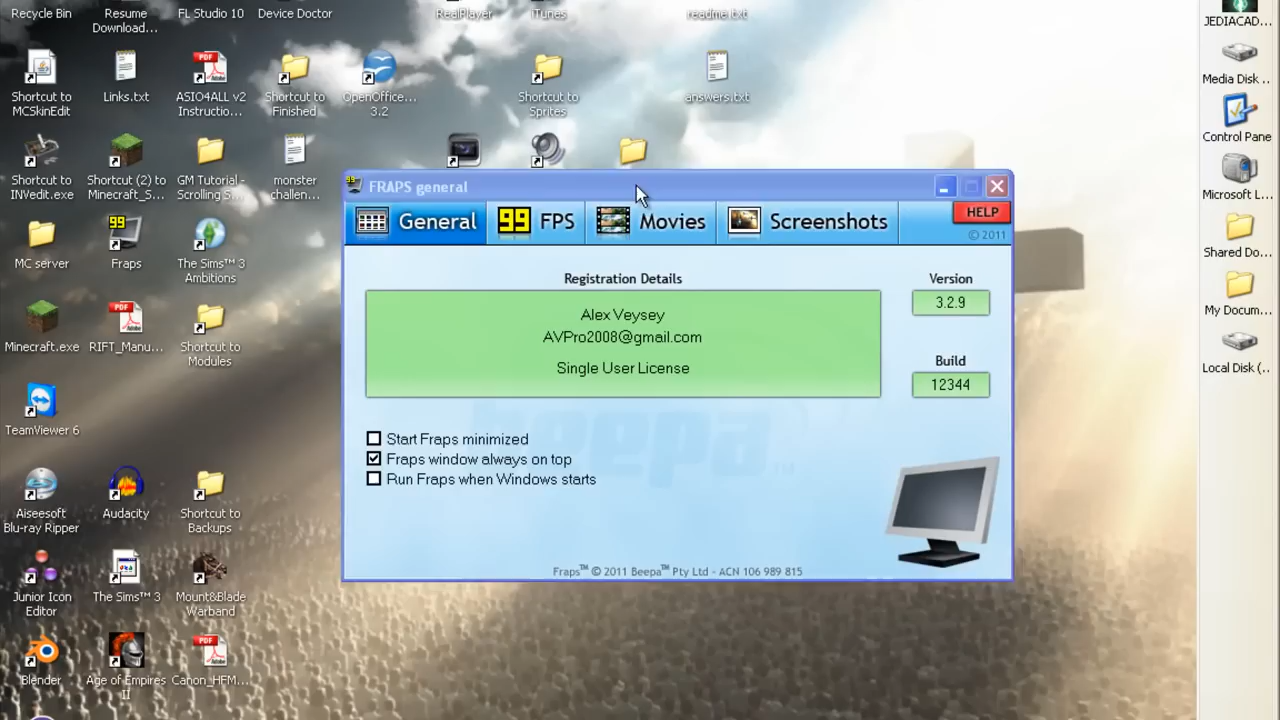 Recycle Bin
Resume
Download...
FL Studio 10
Device Doctor
RealPlayer
iTunes
readme.txt
JEDIACAD...
Shortcut to
MCSkinEdit
Links.txt
ASIO4ALL v2
Instructio...
Shortcut to
Finished
OpenOffice...
3.2
Shortcut to
Sprites
answers.txt
Media Disk ..
Control Pane
Shortcut to
INVedit.exe
Shortcut (2) to
Minecraft_S...
GM Tutorial -
Scrolling S...
monster
challen...
Microsoft L...
MC server
Fraps
The Sims™ 3
Ambitions
Shared Do...
Minecraft.exe
RIFT_Manu...
Shortcut to
Modules
My Docum...
Local Disk (..
TeamViewer 6
Aiseesoft
Blu-ray Ripper
Audacity
Shortcut to
Backups
Junior Icon
Editor
The Sims™ 3
Mount&Blade
Warband
Blender
Age of Empires
II
Canon_HFM...
FRAPS general
General
99 FPS
Movies
Screenshots
HELP
© 2011
Registration Details
Alex Veysey
AVPro2008@gmail.com
Single User License
Version
3.2.9
Build
12344
beepa™
Start Fraps minimized
Fraps window always on top
Run Fraps when Windows starts
Fraps™ © 2011 Beepa™ Pty Ltd - ACN 106 989 815